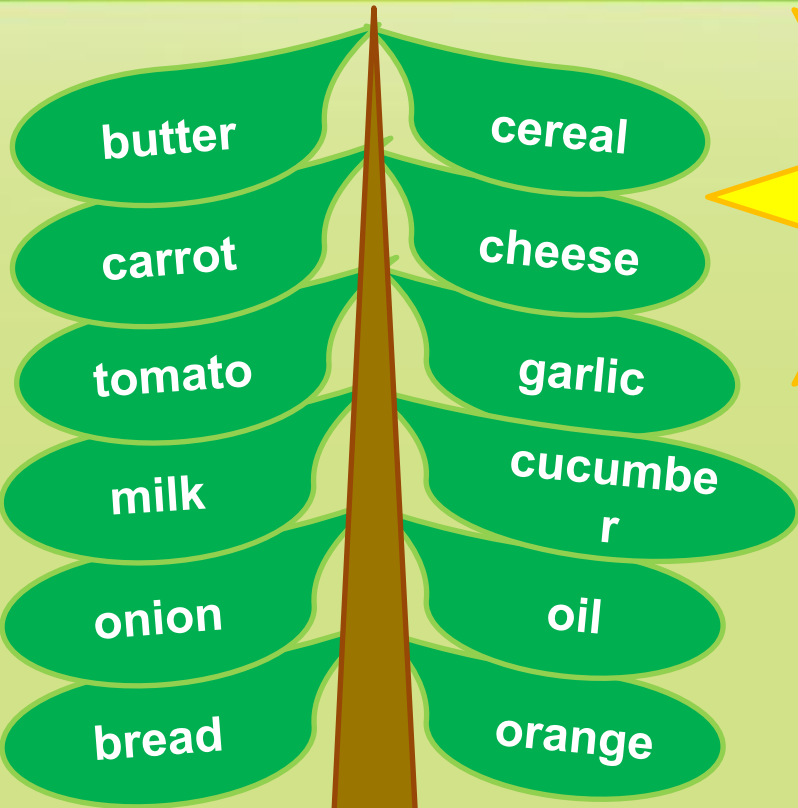 butter
cereal
carrot
cheese
tomato
garlic
milk
cucumbe
r
onion
oil
bread
orange